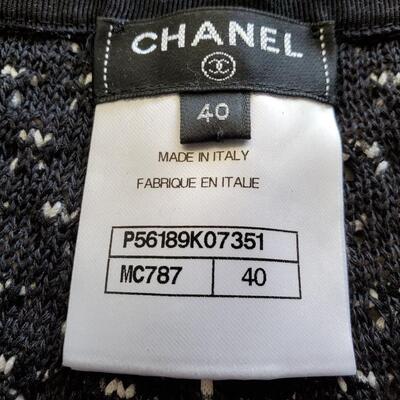 CHANEL
40
MADE IN ITALY
FABRIQUE EN ITALIE
P56189K07351
MC787 40